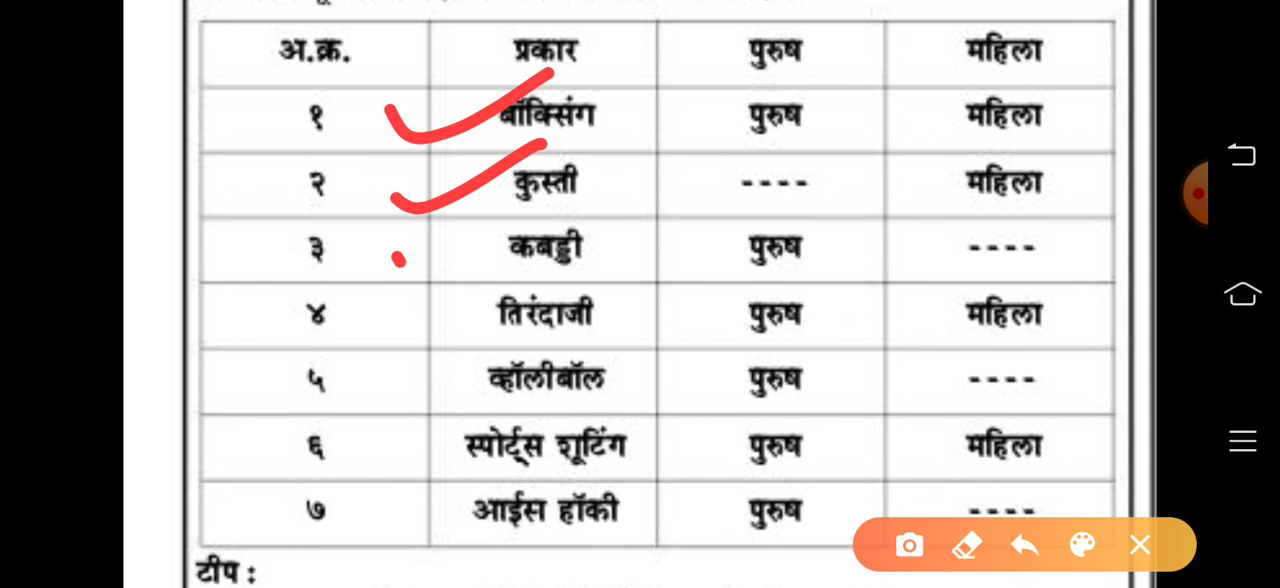 अ.क्र. प्रकार पुरुष महिला
१ बॉक्सिंग पुरुष महिला
२ कुस्ती ---- महिला
३ कबड्डी पुरुष ----
४ तिरंदाजी पुरुष महिला
५ व्हॉलीबॉल पुरुष ----
६ स्पोर्ट्स शूटिंग पुरुष महिला
७ आईस हॉकी पुरुष ----
टीप :